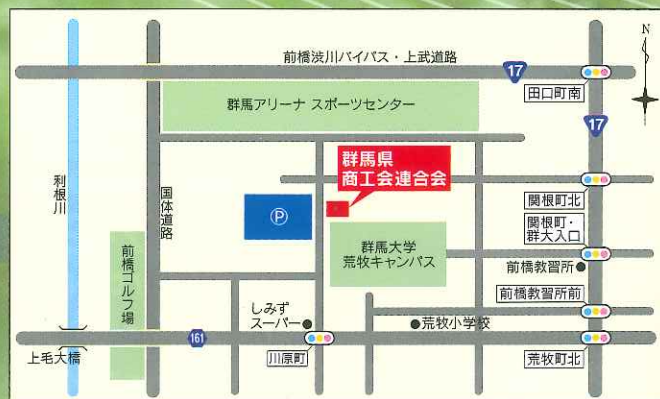 前橋渋川バイパス・上武道路
17
N
田口町南
17
群馬アリーナ スポーツセンター
群馬県
商工会連合会
利根川
国体道路
P
関根町北
関根町・
群大入口
群馬大学
荒牧キャンパス
前橋教習所
前橋ゴルフ場
前橋教習所前
しみず
スーパー
荒牧小学校
161
上毛大橋
川原町
荒牧町北